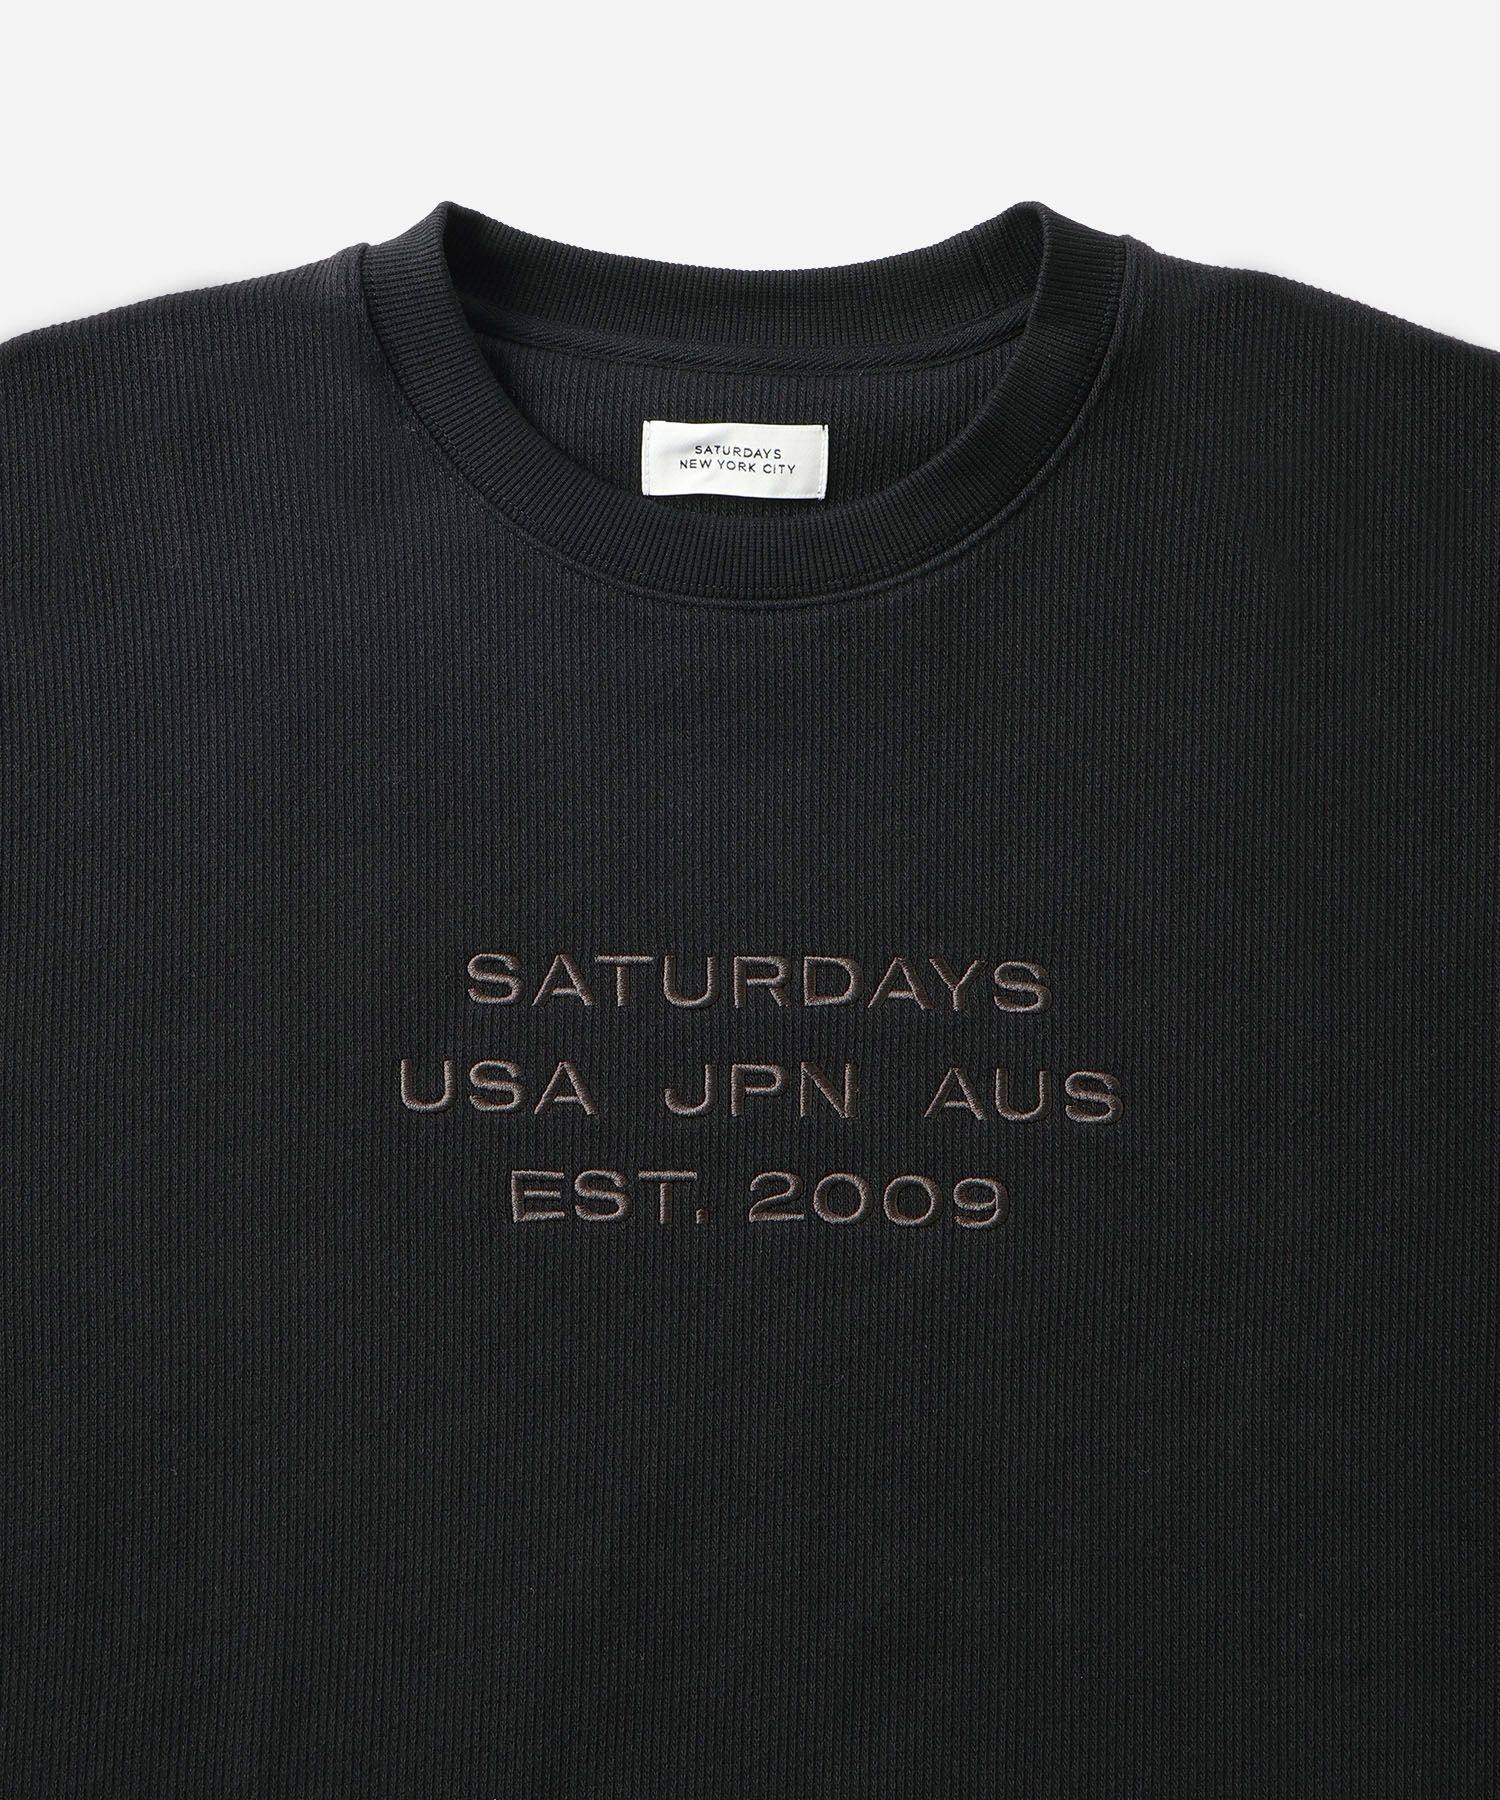 SATURDAYS
NEW YORK CITY
SATURDAYS
USA JPN AUS
EST. 2009